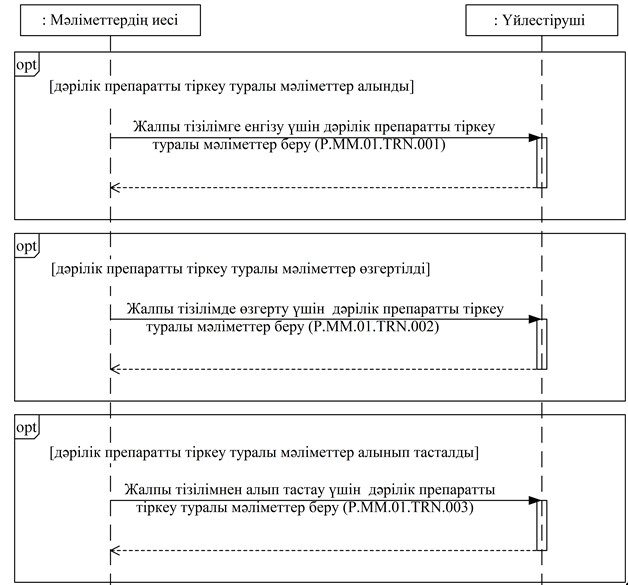 : Мәліметтердің иесі
: Үйлестіруші
opt
[дәрілік препаратты тіркеу туралы мәліметтер алынды]
Жалпы тізілімге енгізу үшін дәрілік препаратты тіркеу
туралы мәліметтер беру (P.MM.01.TRN.001)
opt
[дәрілік препаратты тіркеу туралы мәліметтер өзгертілді]
Жалпы тізілімде өзгерту үшін дәрілік препаратты тіркеу
туралы мәліметтер беру (P.MM.01.TRN.002)
opt
[дәрілік препаратты тіркеу туралы мәліметтер алынып тасталды]
Жалпы тізілімнен алып тастау үшін дәрілік препаратты
тіркеу туралы мәліметтер беру (P.MM.01.TRN.003)